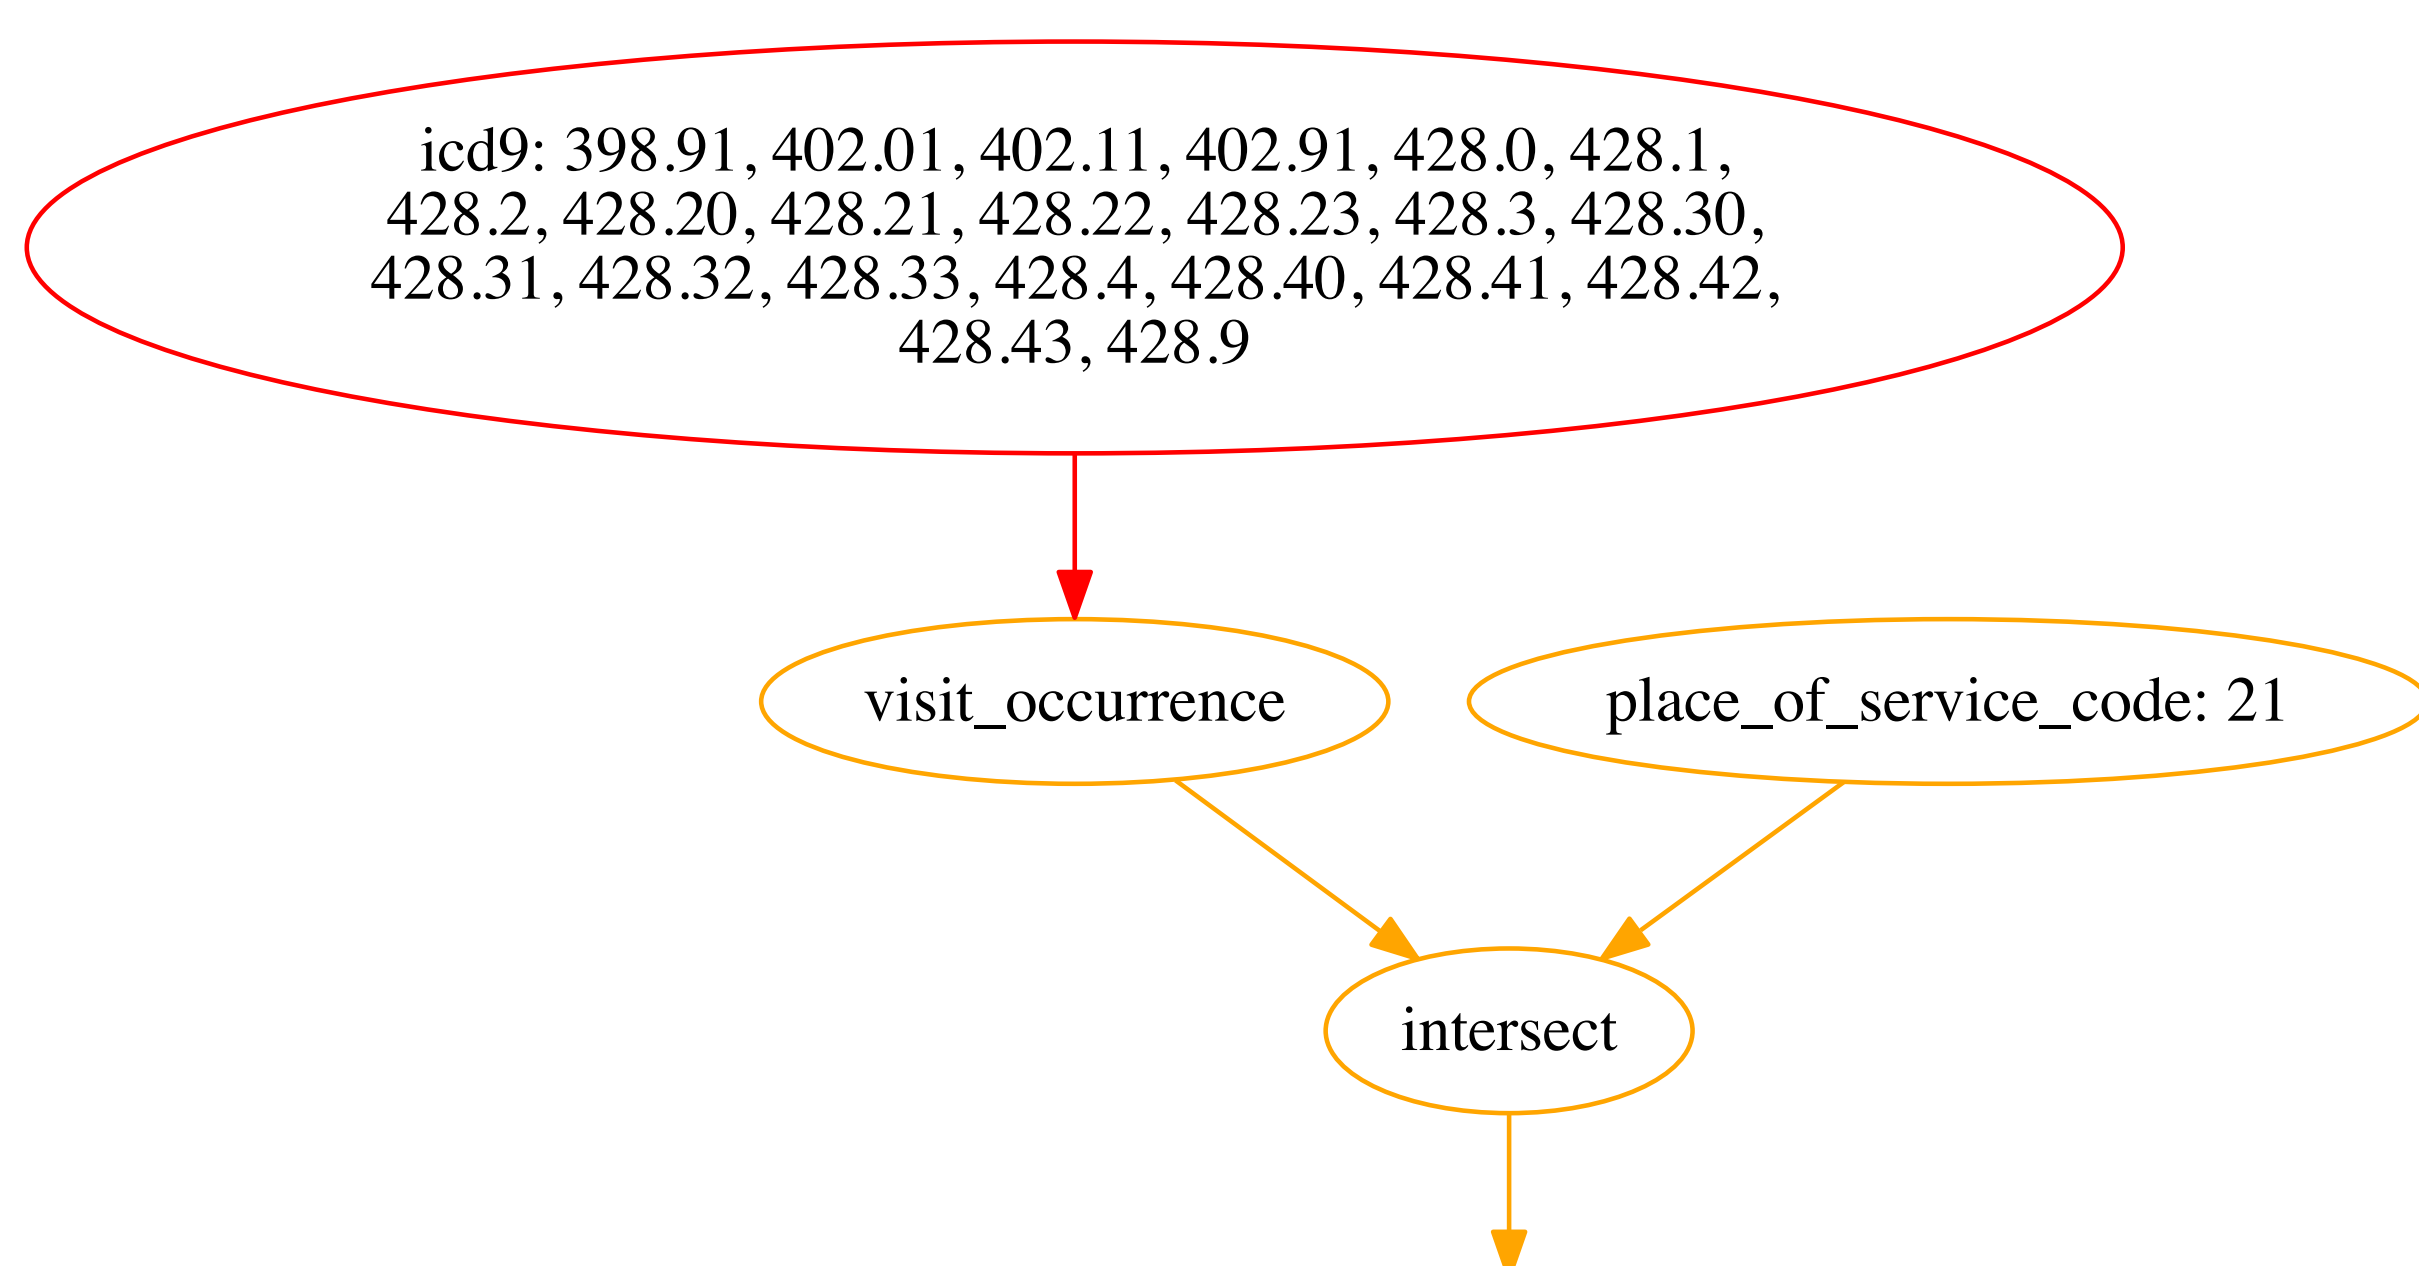 icd9: 398.91, 402.01, 402.11, 402.91, 428.0, 428.1,
428.2, 428.20, 428.21, 428.22, 428.23, 428.3, 428.30,
428.31, 428.32, 428.33, 428.4, 428.40, 428.41, 428.42,
428.43, 428.9
visit_occurrence
place_of_service_code: 21
intersect